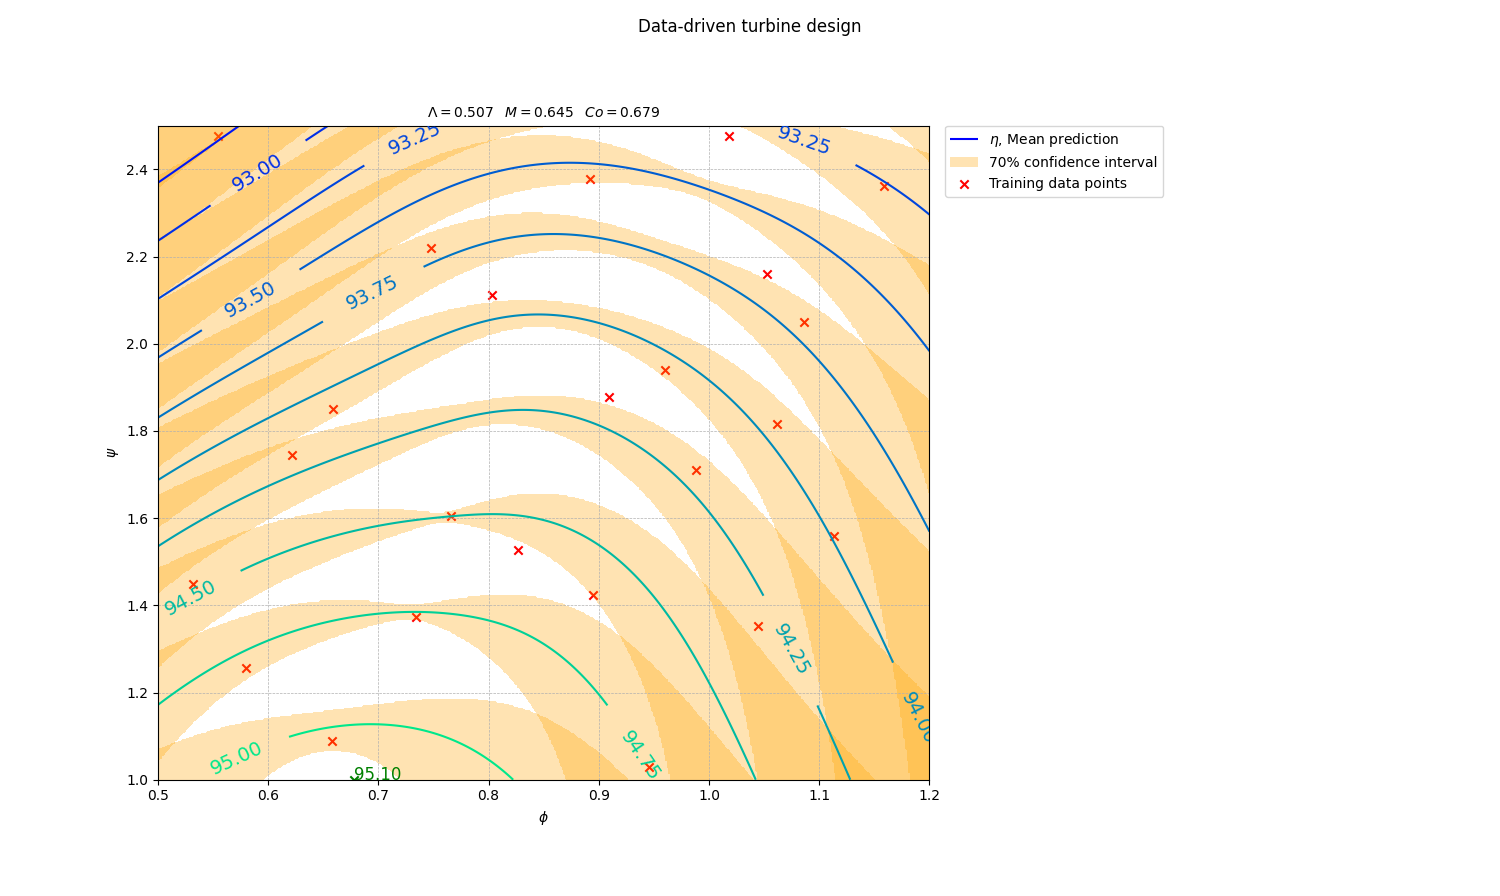 Data-driven turbine design
Λ = 0.507 M = 0.645 Co = 0.679
η, Mean prediction
70% confidence interval
Training data points
93.00
93.25
93.25
93.50
93.75
94.50
94.25
94.00
94.75
95.00
95.10
2.4
2.2
2.0
1.8
1.6
1.4
1.2
1.0
ψ
0.5 0.6 0.7 0.8 0.9 1.0 1.1 1.2
ϕ